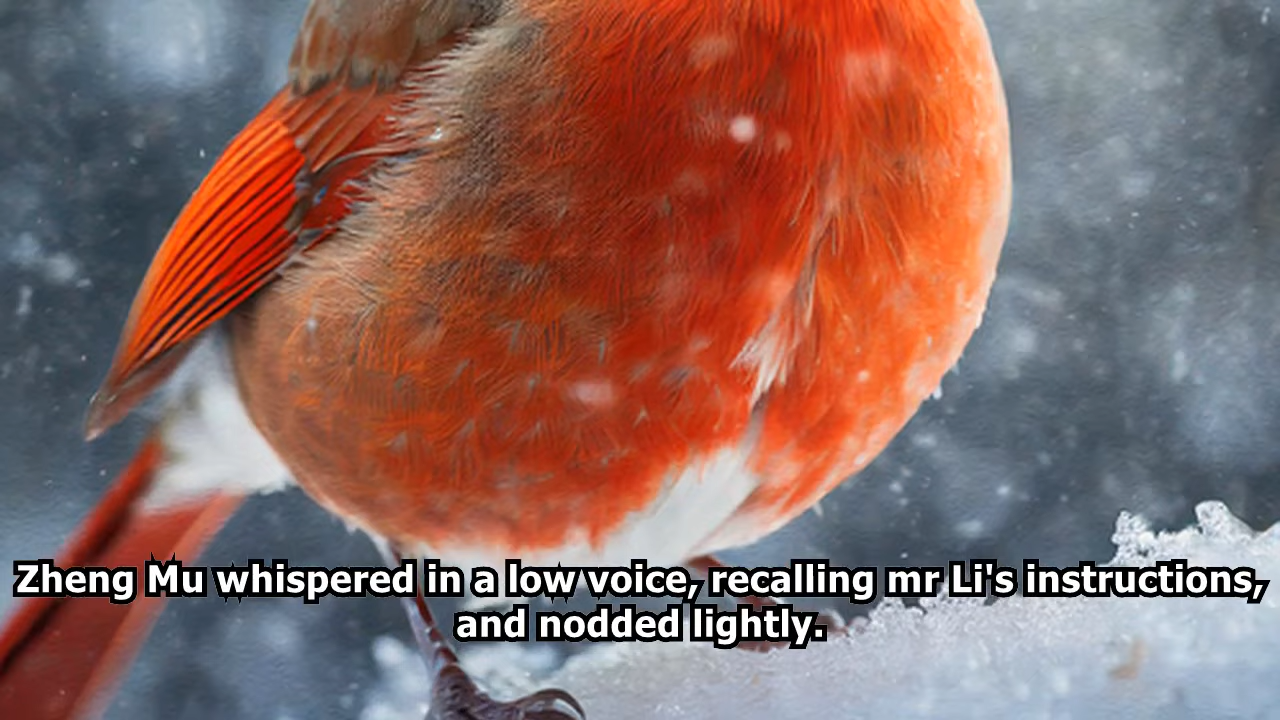 Zheng Mu whispered in a low voice, recalling mr Li's instructions,
and nodded lightly.